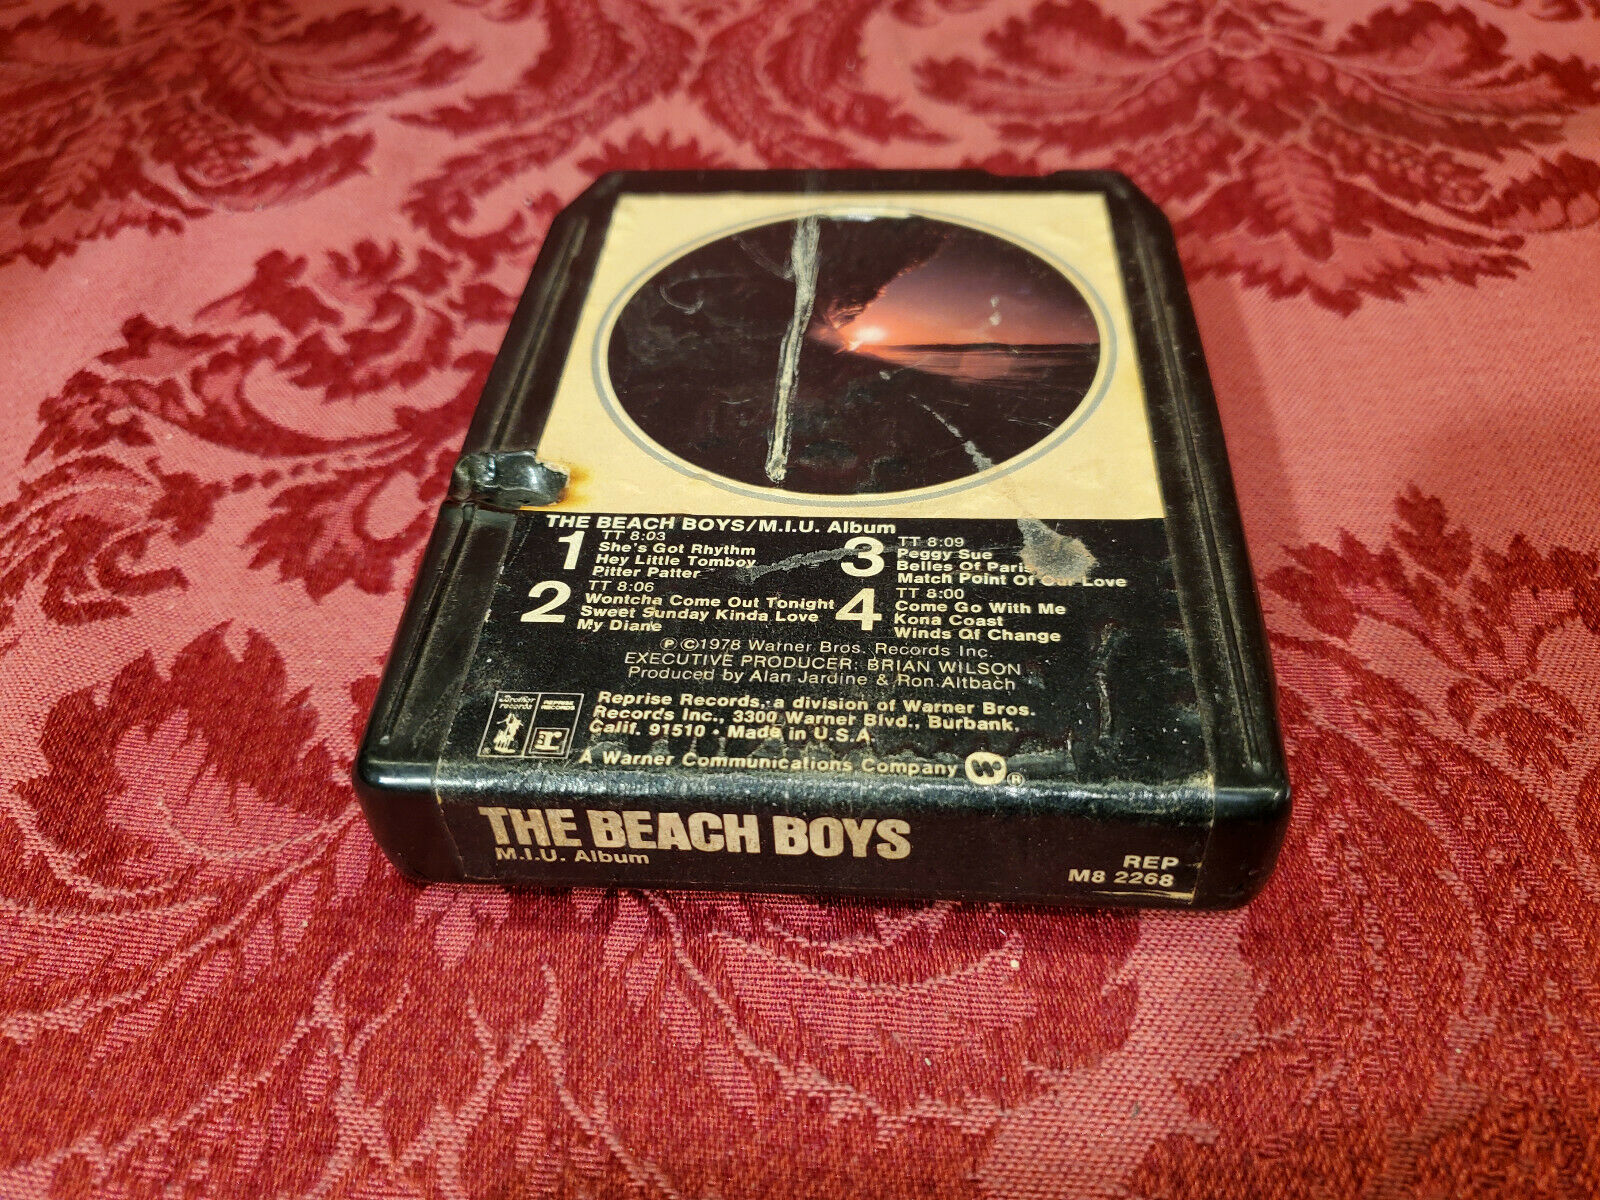 THE BEACH BOYS/M.I.U. Album
1 TT 8:03
She's Got Rhythm
Hey Little Tomboy
Pitter Patter
2 TT 8:06
Wontcha Come Out Tonight
Sweet Sunday Kinda Love
My Diane
3 TT 8:09
Peggy Sue
Belles Of Paris
Match Point Of Our Love
4 TT 8:00
Come Go With Me
Kona Coast
Winds Of Change
Ⓟ ©1978 Warner Bros. Records Inc.
EXECUTIVE PRODUCER: BRIAN WILSON
Produced by Alan Jardine & Ron Altbach
Brother
records
REPRISE
RECORDS
r:
Reprise Records, a division of Warner Bros.
Records Inc., 3300 Warner Blvd., Burbank,
Calif. 91510 • Made in U.S.A.
A Warner Communications Company W ®
THE BEACH BOYS
M.I.U. Album
REP
M8 2268